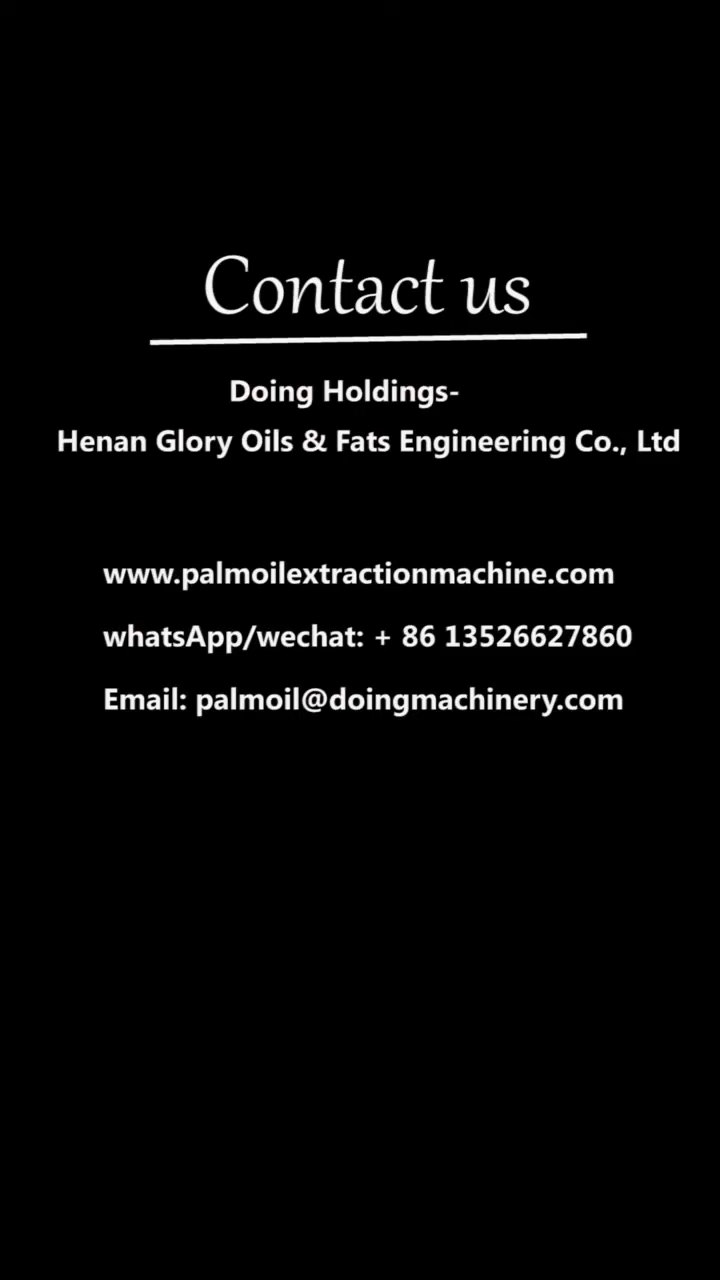 Contact us
Doing Holdings-
Henan Glory Oils & Fats Engineering Co., Ltd
www.palmoilextractionmachine.com
whatsApp/wechat: + 86 13526627860
Email: palmoil@doingmachinery.com